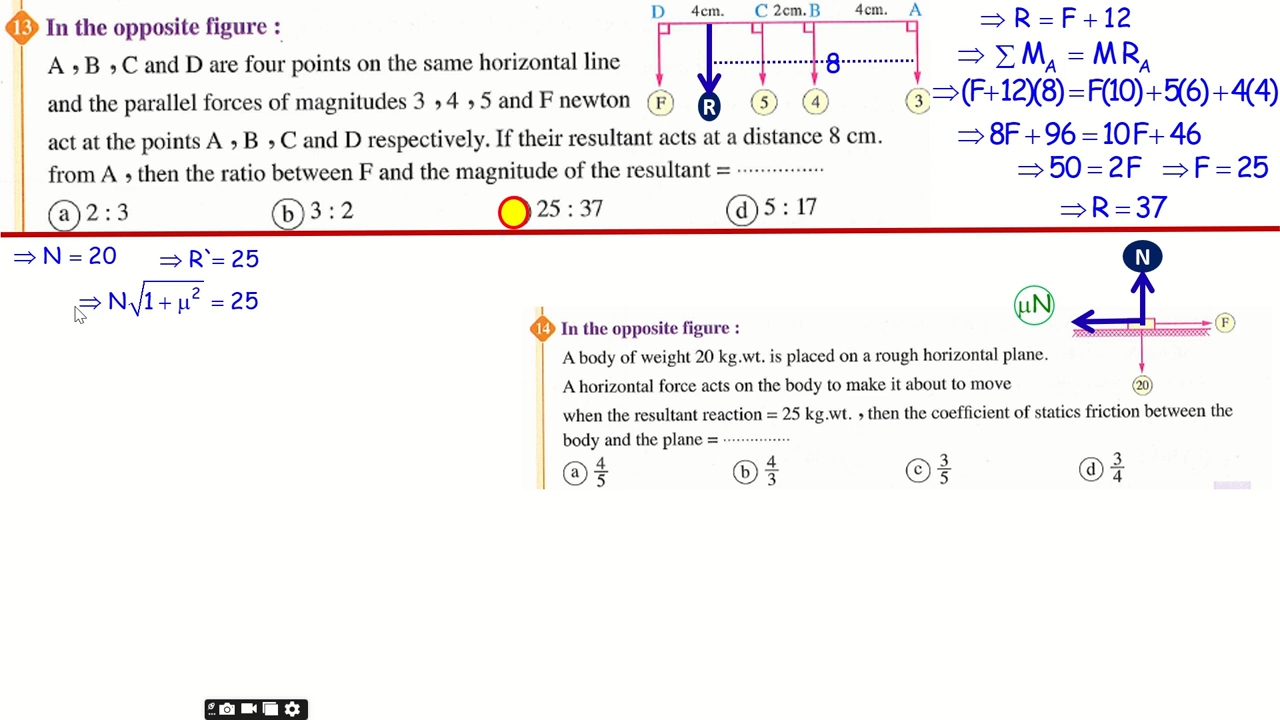 13 In the opposite figure :
A , B , C and D are four points on the same horizontal line
and the parallel forces of magnitudes 3 , 4 , 5 and F newton
act at the points A , B , C and D respectively. If their resultant acts at a distance 8 cm.
from A , then the ratio between F and the magnitude of the resultant = ...............
a 2 : 3 b 3 : 2 25 : 37 d 5 : 17
D 4cm. C 2cm. B 4cm. A
8
F R 5 4 3
⇒ R = F + 12
⇒ ∑ M_A = M R_A
⇒ (F+12)(8) = F(10) + 5(6) + 4(4)
⇒ 8F + 96 = 10F + 46
⇒ 50 = 2F ⇒ F = 25
⇒ R = 37
⇒ N = 20 ⇒ R` = 25
⇒ N√(1 + μ²) = 25
N
μN
F
20
14 In the opposite figure :
A body of weight 20 kg.wt. is placed on a rough horizontal plane.
A horizontal force acts on the body to make it about to move
when the resultant reaction = 25 kg.wt. , then the coefficient of statics friction between the
body and the plane = ...............
a 4/5 b 4/3 c 3/5 d 3/4